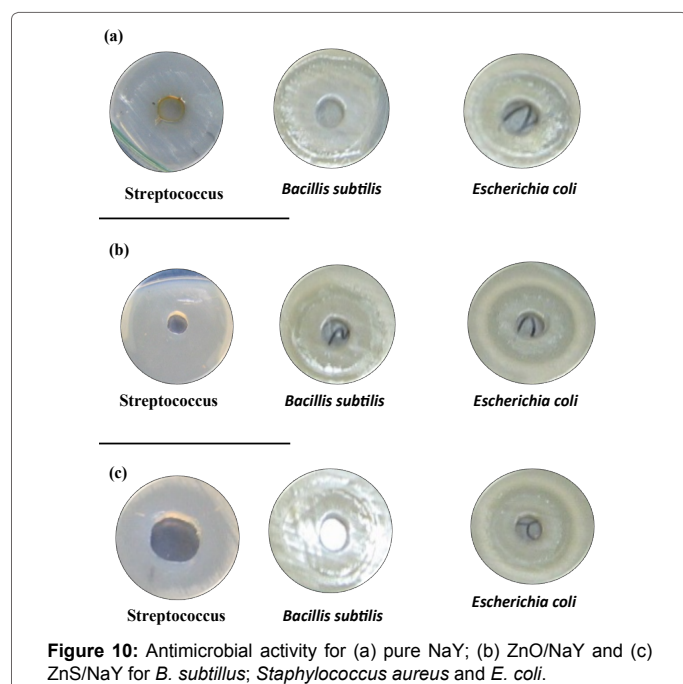 (a)
Streptococcus Bacillis subtilis Escherichia coli
(b)
Streptococcus Bacillis subtilis Escherichia coli
(c)
Streptococcus Bacillis subtilis Escherichia coli
Figure 10: Antimicrobial activity for (a) pure NaY; (b) ZnO/NaY and (c)
ZnS/NaY for B. subtillus; Staphylococcus aureus and E. coli.